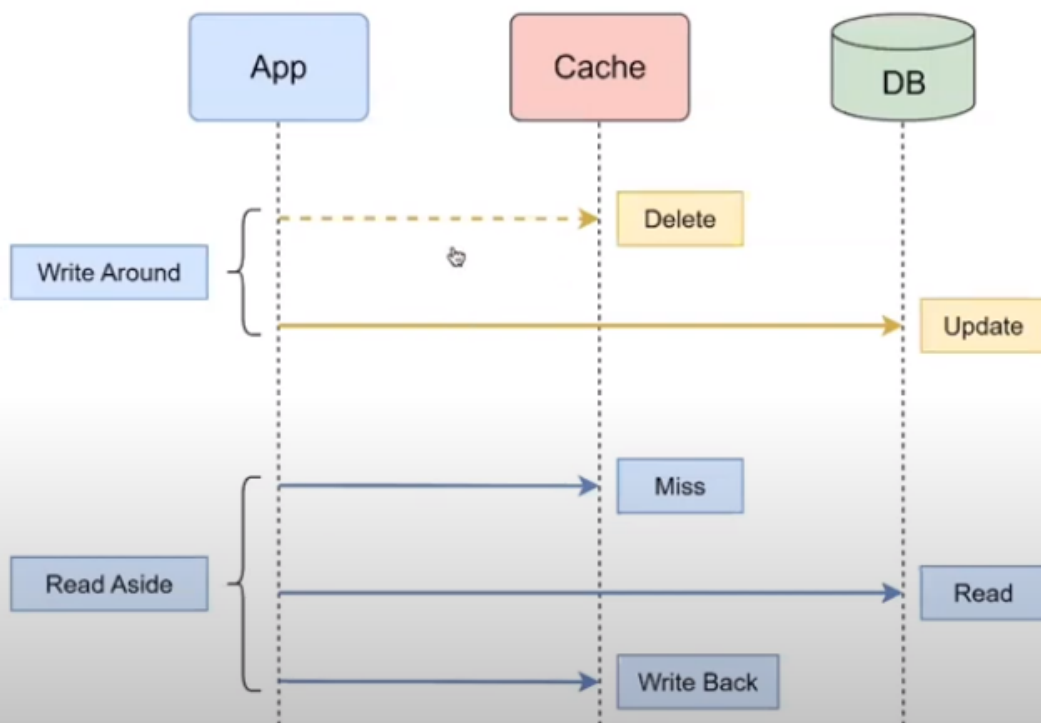 App
Cache
DB
Delete
Write Around
Update
Miss
Read Aside
Read
Write Back